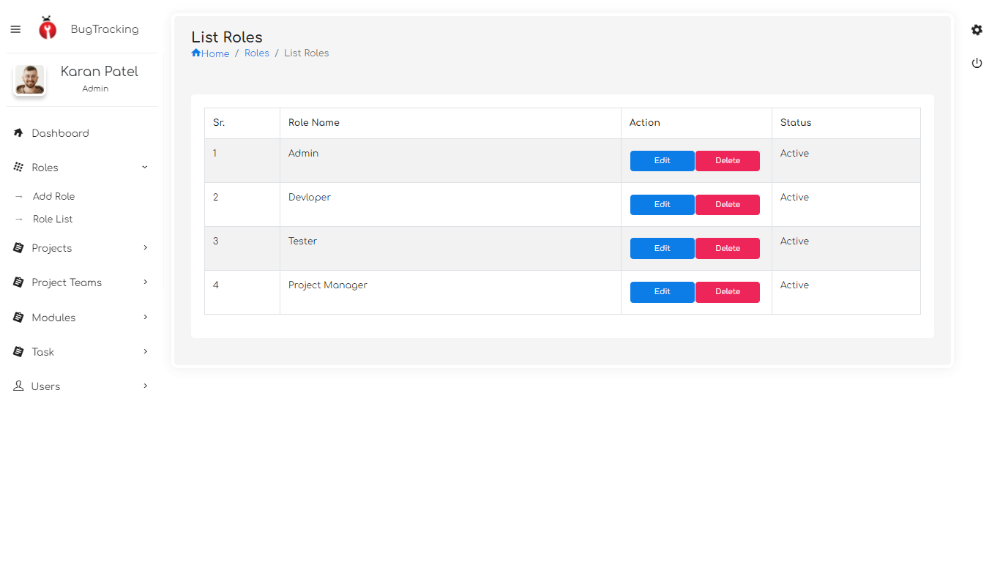 BugTracking
Karan Patel
Admin
Dashboard
Roles
→ Add Role
→ Role List
Projects
Project Teams
Modules
Task
Users
List Roles
Home / Roles / List Roles
Sr. Role Name Action Status
1 Admin Edit Delete Active
2 Devloper Edit Delete Active
3 Tester Edit Delete Active
4 Project Manager Edit Delete Active